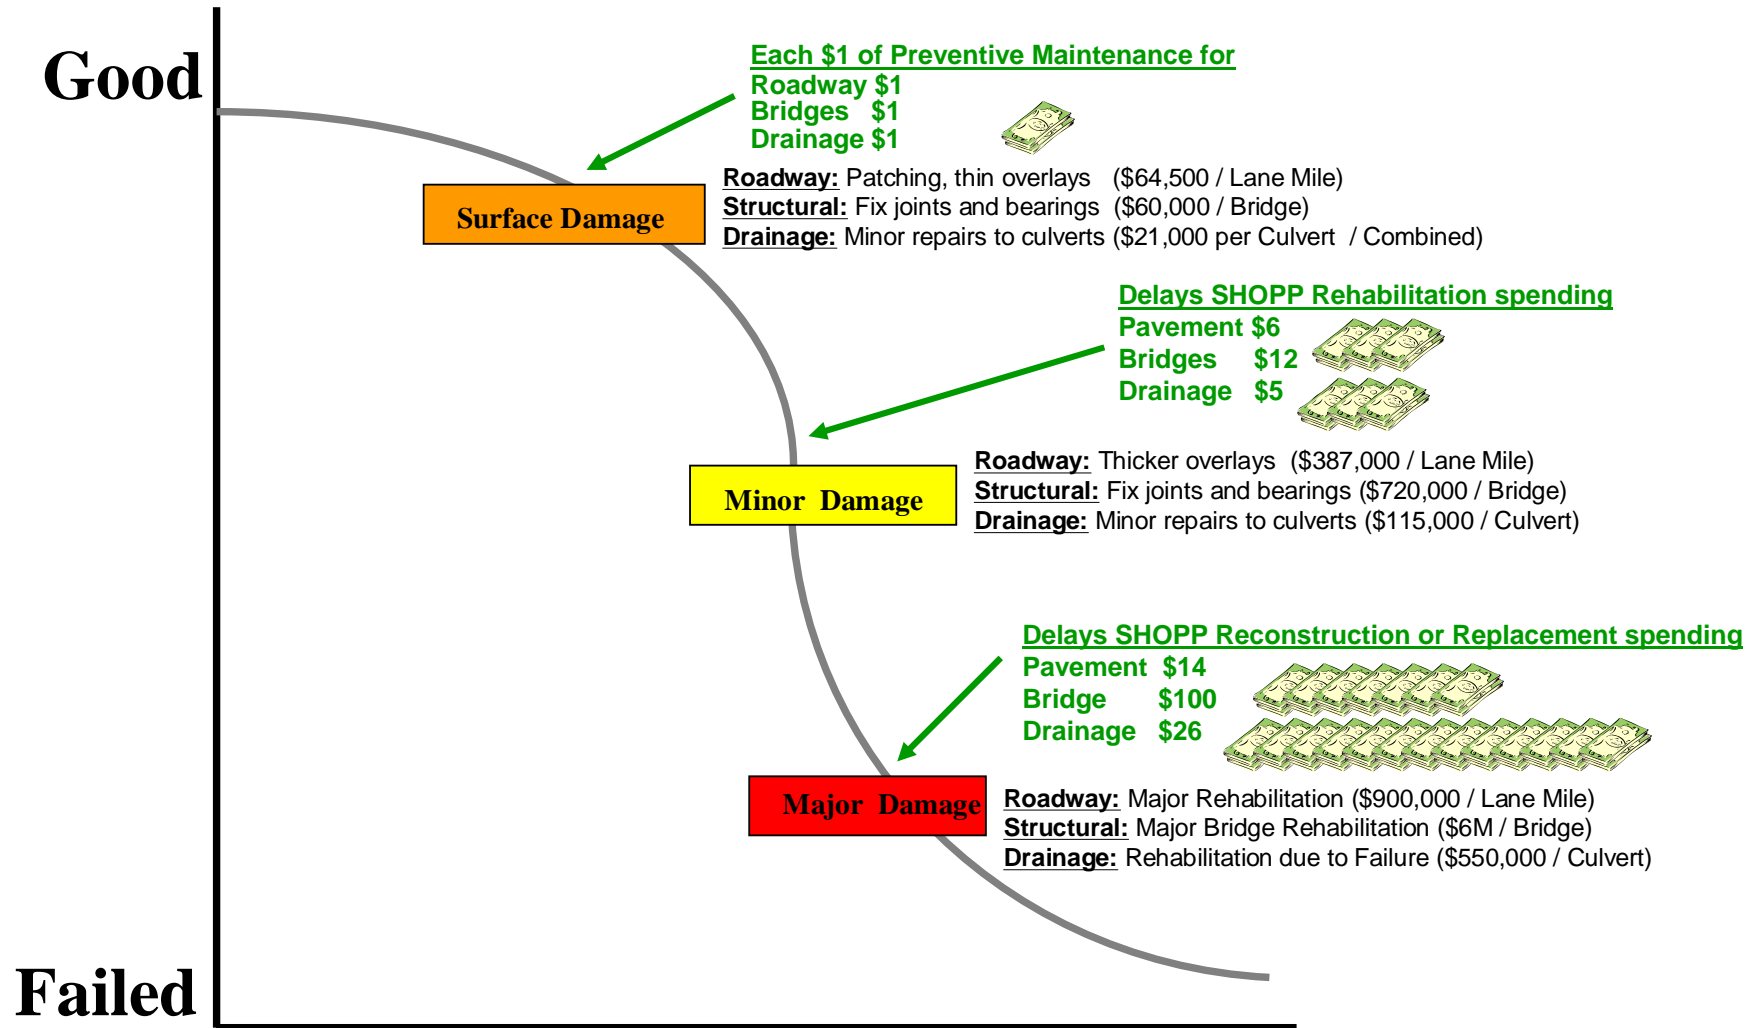 Good
Each $1 of Preventive Maintenance for
Roadway $1
Bridges $1
Drainage $1
Surface Damage
Roadway: Patching, thin overlays ($64,500 / Lane Mile)
Structural: Fix joints and bearings ($60,000 / Bridge)
Drainage: Minor repairs to culverts ($21,000 per Culvert / Combined)
Delays SHOPP Rehabilitation spending
Pavement $6
Bridges $12
Drainage $5
Minor Damage
Roadway: Thicker overlays ($387,000 / Lane Mile)
Structural: Fix joints and bearings ($720,000 / Bridge)
Drainage: Minor repairs to culverts ($115,000 / Culvert)
Delays SHOPP Reconstruction or Replacement spending
Pavement $14
Bridge $100
Drainage $26
Major Damage
Roadway: Major Rehabilitation ($900,000 / Lane Mile)
Structural: Major Bridge Rehabilitation ($6M / Bridge)
Drainage: Rehabilitation due to Failure ($550,000 / Culvert)
Failed